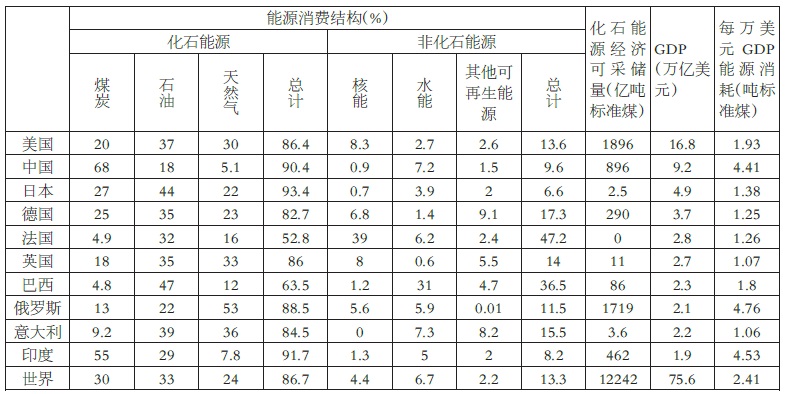 能源消费结构(%) 化石能源经济可采储量(亿吨标准煤) GDP(万亿美元) 每万美元GDP能源消耗(吨标准煤)
化石能源 非化石能源
煤炭 石油 天然气 总计 核能 水能 其他可再生能源 总计
美国 20 37 30 86.4 8.3 2.7 2.6 13.6 1896 16.8 1.93
中国 68 18 5.1 90.4 0.9 7.2 1.5 9.6 896 9.2 4.41
日本 27 44 22 93.4 0.7 3.9 2 6.6 2.5 4.9 1.38
德国 25 35 23 82.7 6.8 1.4 9.1 17.3 290 3.7 1.25
法国 4.9 32 16 52.8 39 6.2 2.4 47.2 0 2.8 1.26
英国 18 35 33 86 8 0.6 5.5 14 11 2.7 1.07
巴西 4.8 47 12 63.5 1.2 31 4.7 36.5 86 2.3 1.8
俄罗斯 13 22 53 88.5 5.6 5.9 0.01 11.5 1719 2.1 4.76
意大利 9.2 39 36 84.5 0 7.3 8.2 15.5 3.6 2.2 1.06
印度 55 29 7.8 91.7 1.3 5 2 8.2 462 1.9 4.53
世界 30 33 24 86.7 4.4 6.7 2.2 13.3 12242 75.6 2.41